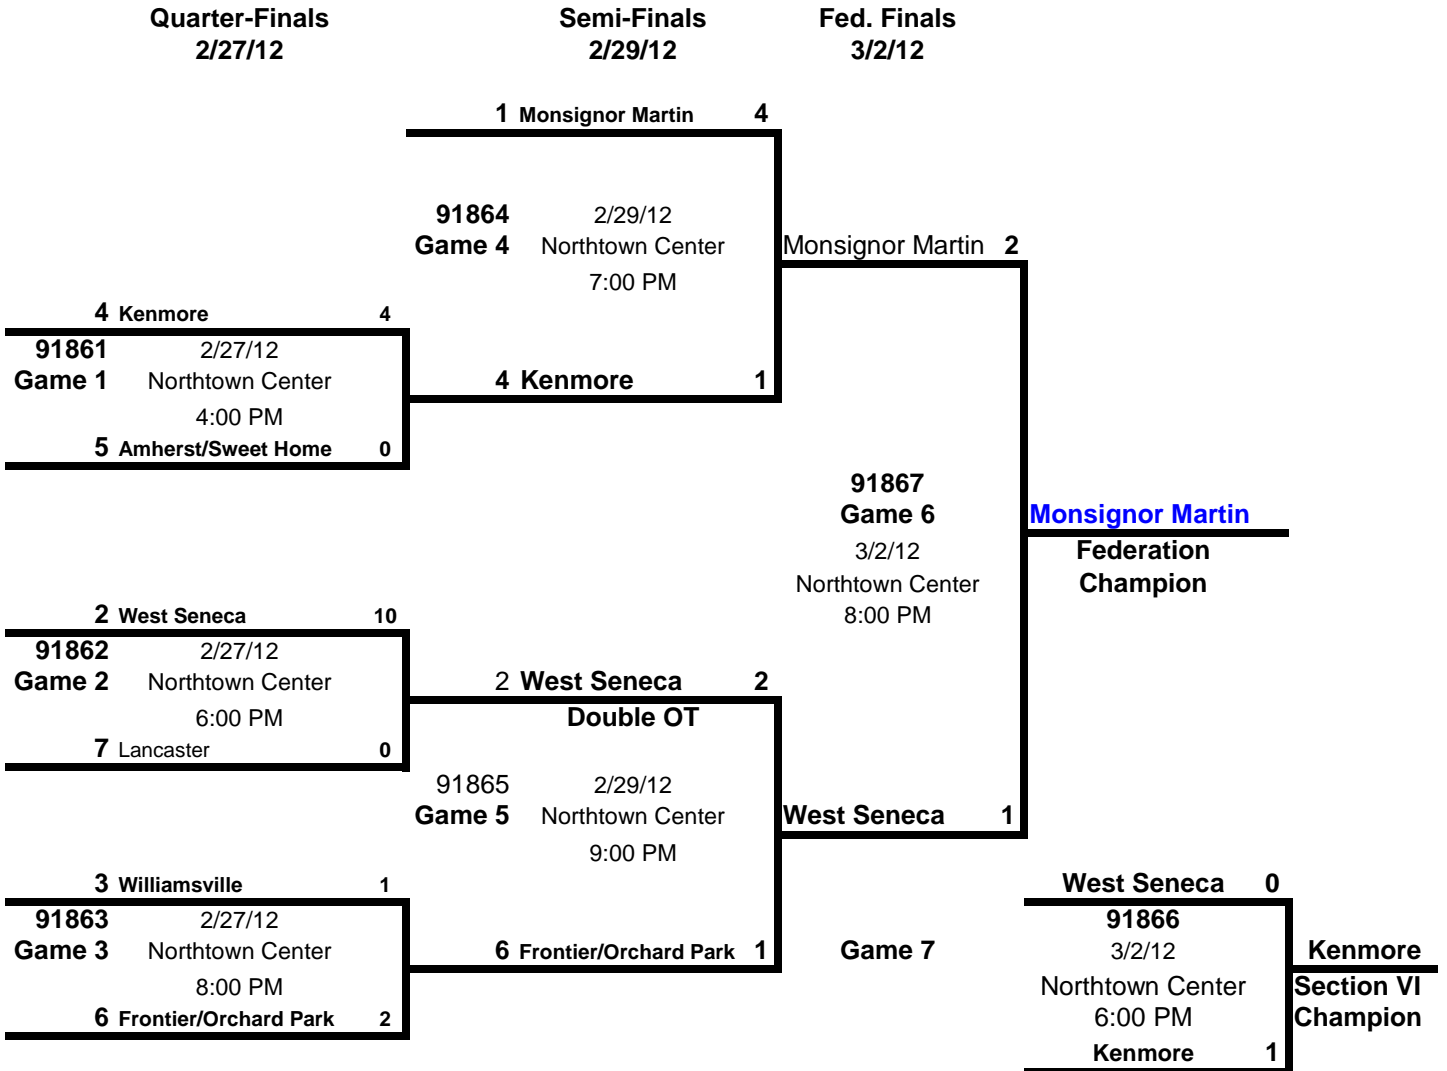 Quarter-Finals Semi-Finals Fed. Finals
2/27/12 2/29/12 3/2/12
1 Monsignor Martin 4
91864 2/29/12
Game 4 Northtown Center Monsignor Martin 2
7:00 PM
4 Kenmore 4
91861 2/27/12
Game 1 Northtown Center 4 Kenmore 1
4:00 PM
5 Amherst/Sweet Home 0
91867
Game 6 Monsignor Martin
3/2/12 Federation
Northtown Center Champion
2 West Seneca 10 8:00 PM
91862 2/27/12
Game 2 Northtown Center 2 West Seneca 2
6:00 PM Double OT
7 Lancaster 0
91865 2/29/12
Game 5 Northtown Center West Seneca 1
9:00 PM
3 Williamsville 1 West Seneca 0
91863 2/27/12 91866
Game 3 Northtown Center 6 Frontier/Orchard Park 1 Game 7 3/2/12 Kenmore
8:00 PM Northtown Center Section VI
6 Frontier/Orchard Park 2 6:00 PM Champion
Kenmore 1